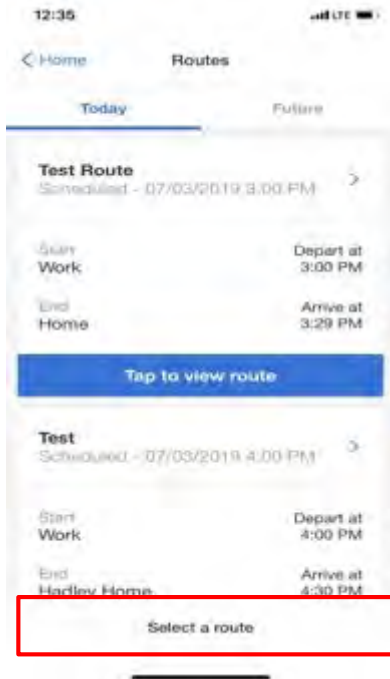 12:35 LTE
Home Routes
Today Future
Test Route
Scheduled - 07/03/2019 3:00 PM
Start Depart at
Work 3:00 PM
End Arrive at
Home 3:29 PM
Tap to view route
Test
Scheduled - 07/03/2019 4:00 PM
Start Depart at
Work 4:00 PM
End Arrive at
Hadley Home 4:30 PM
Select a route